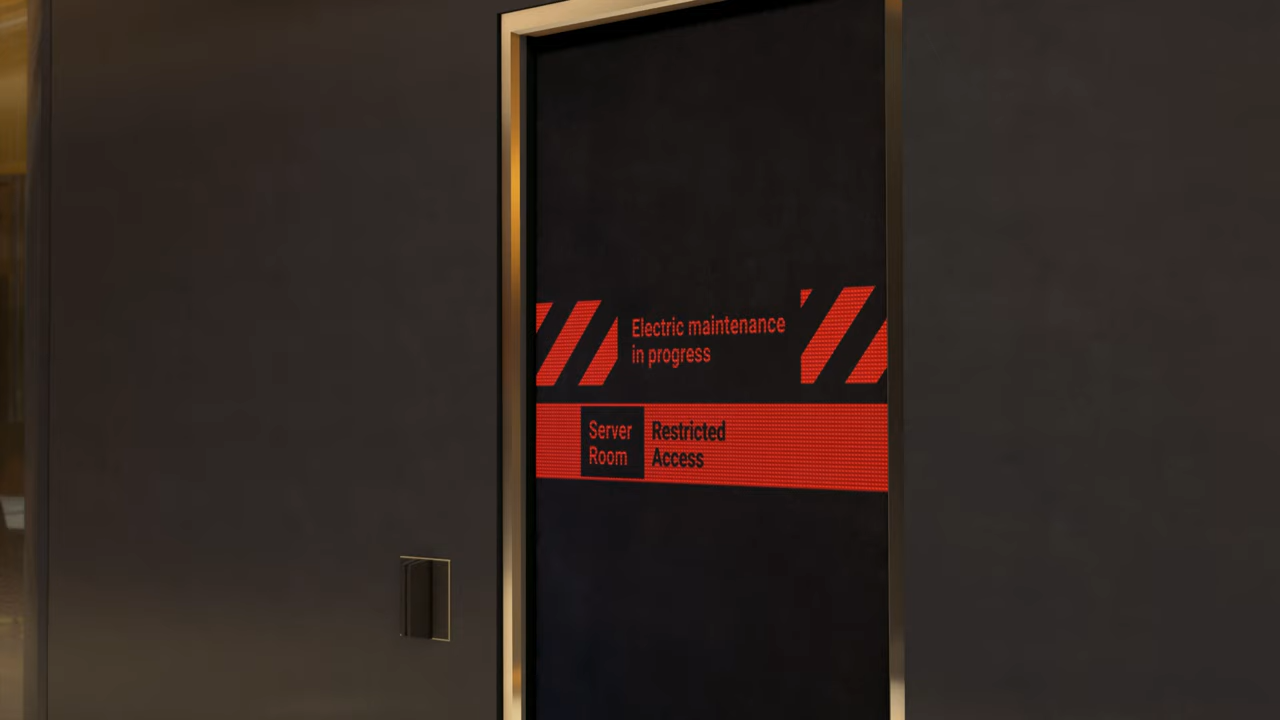 Electric maintenance
in progress
Server
Room
Restricted
Access